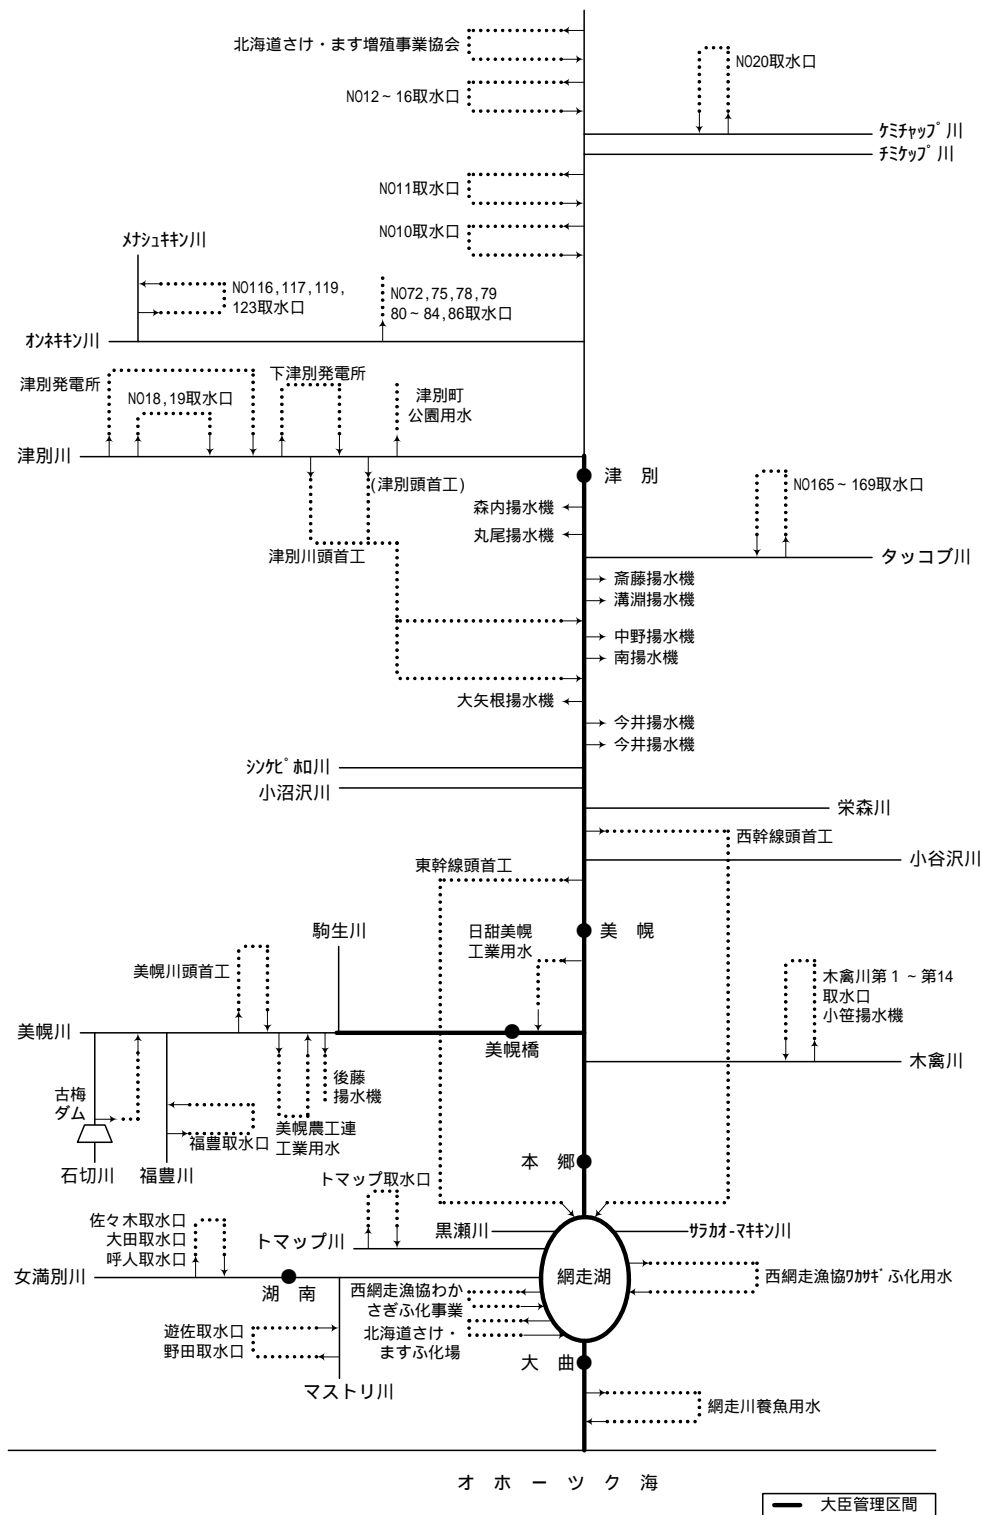 北海道さけ・ます増殖事業協会
NO20取水口
NO12～16取水口
ケミチャップ川
チミケップ川
NO11取水口
NO10取水口
メナシュキキン川
NO116,117,119,
123取水口
NO72,75,78,79
80～84,86取水口
オンネキキン川
津別発電所
NO18,19取水口
下津別発電所
津別町
公園用水
津別川
(津別頭首工)
津別
NO165～169取水口
森内揚水機
丸尾揚水機
津別川頭首工
タッコブ川
斎藤揚水機
溝淵揚水機
中野揚水機
南揚水機
大矢根揚水機
今井揚水機
今井揚水機
シンケピホロ川
小沼沢川
栄森川
西幹線頭首工
小谷沢川
東幹線頭首工
駒生川
日甜美幌
工業用水
美幌
美幌川頭首工
木禽川第1～第14
取水口
小笹揚水機
美幌川
美幌橋
木禽川
古梅
ダム
後藤
揚水機
福豊取水口
美幌農工連
工業用水
石切川
福豊川
本郷
トマップ取水口
佐々木取水口
大田取水口
呼人取水口
トマップ川
黒瀬川
サラカオーマキキン川
女満別川
湖南
網走湖
西網走漁協ワカサギふ化用水
西網走漁協わか
さぎふ化事業
遊佐取水口
野田取水口
北海道さけ・
ますふ化場
マストリ川
大曲
網走川養魚用水
オホーツク海
大臣管理区間